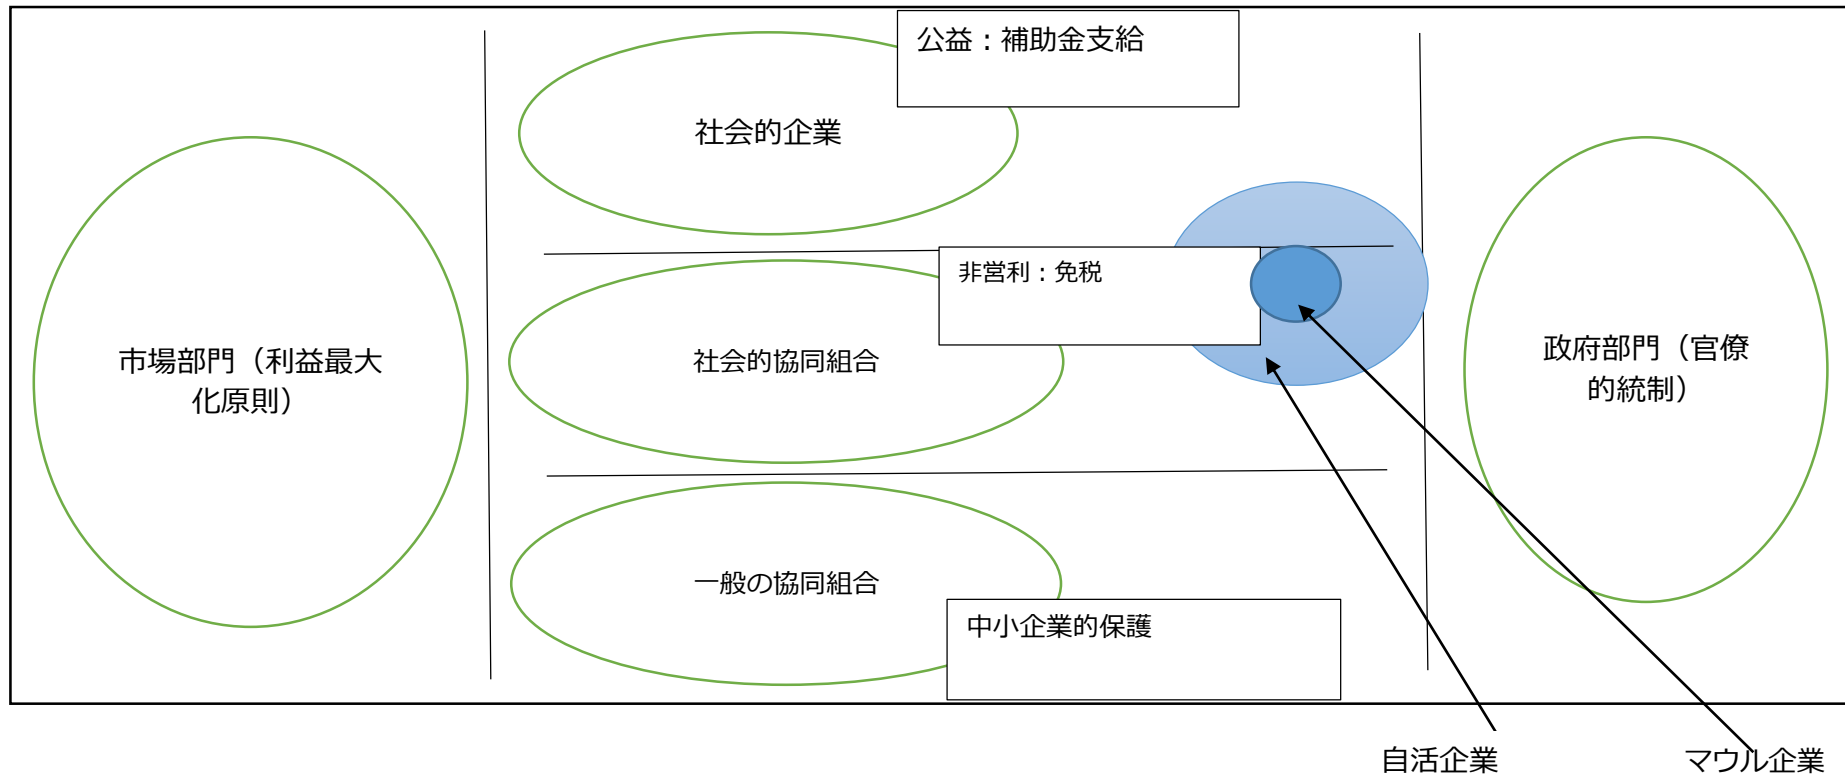 公益：補助金支給
社会的企業
非営利：免税
市場部門（利益最大
化原則）
社会的協同組合
政府部門（官僚
的統制）
一般の協同組合
中小企業的保護
自活企業
マウル企業